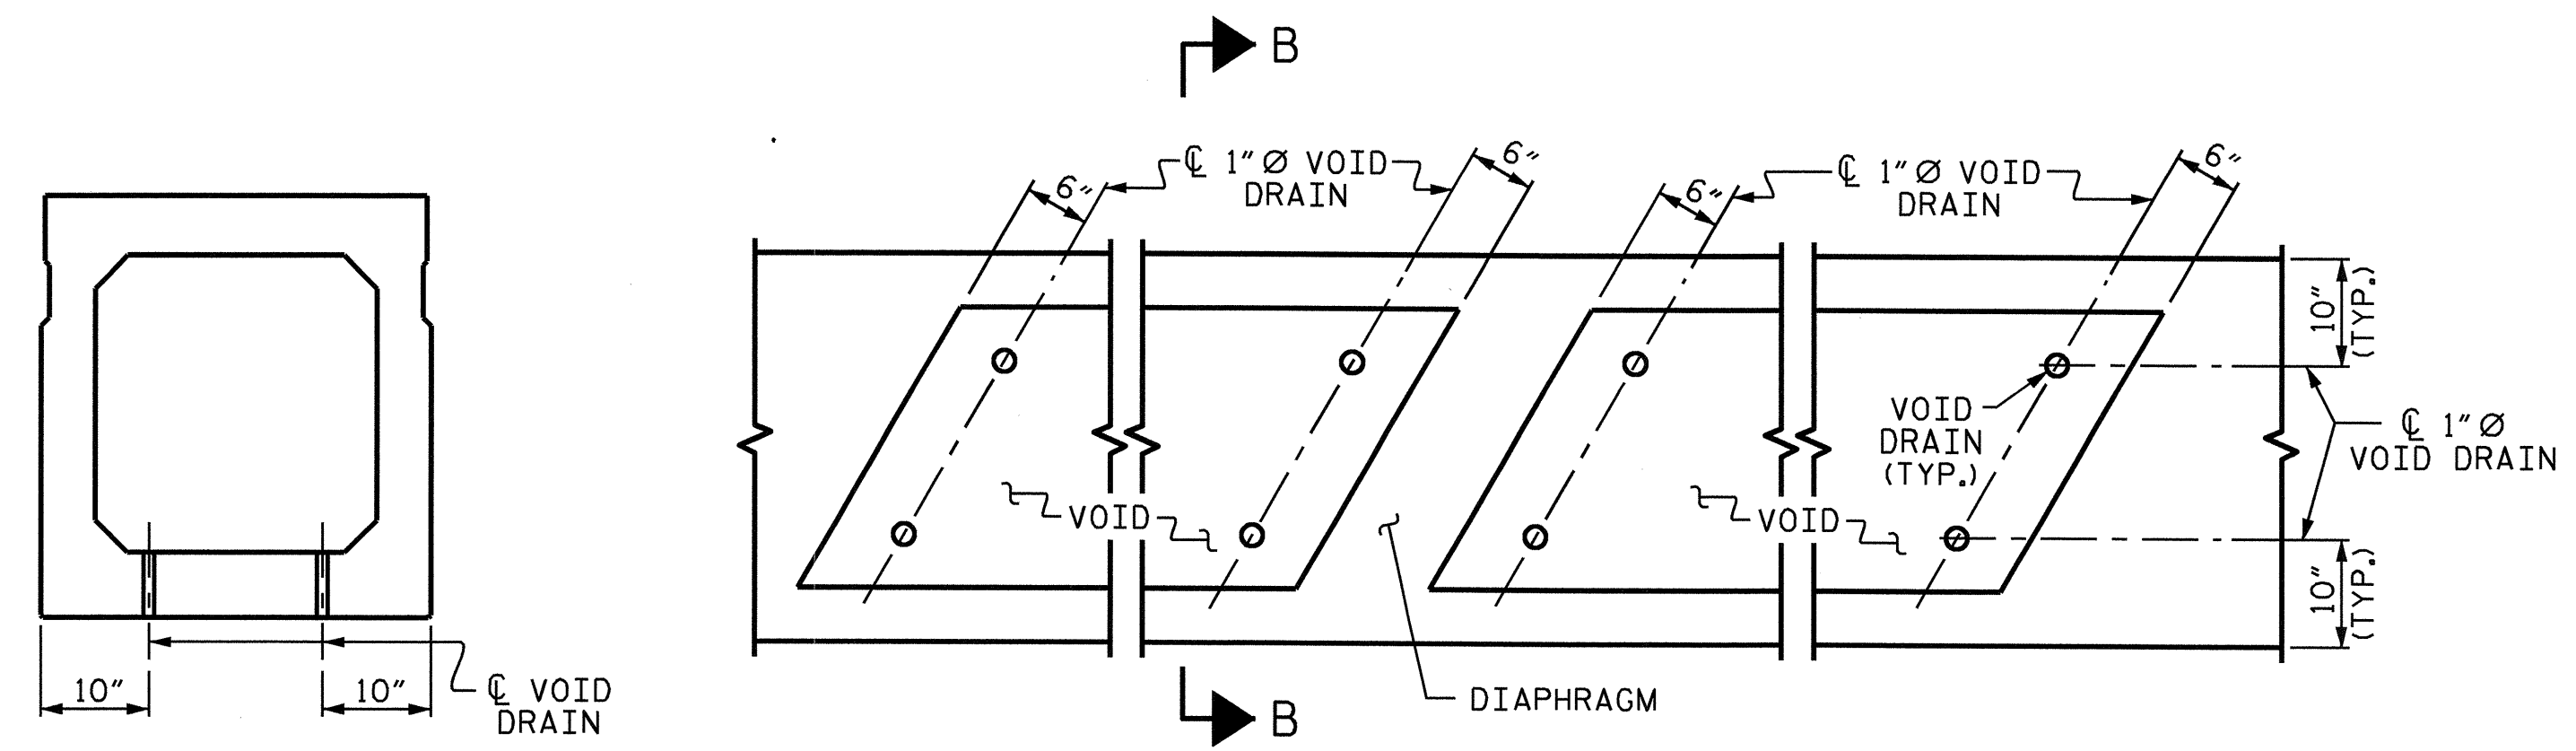 B
6"
℄ 1" Ø VOID
DRAIN
6"
6"
℄ 1" Ø VOID
DRAIN
6"
10"
(TYP.)
VOID
DRAIN
(TYP.)
℄ 1" Ø
VOID DRAIN
VOID
VOID
10"
(TYP.)
10"
10"
℄ VOID
DRAIN
DIAPHRAGM
B